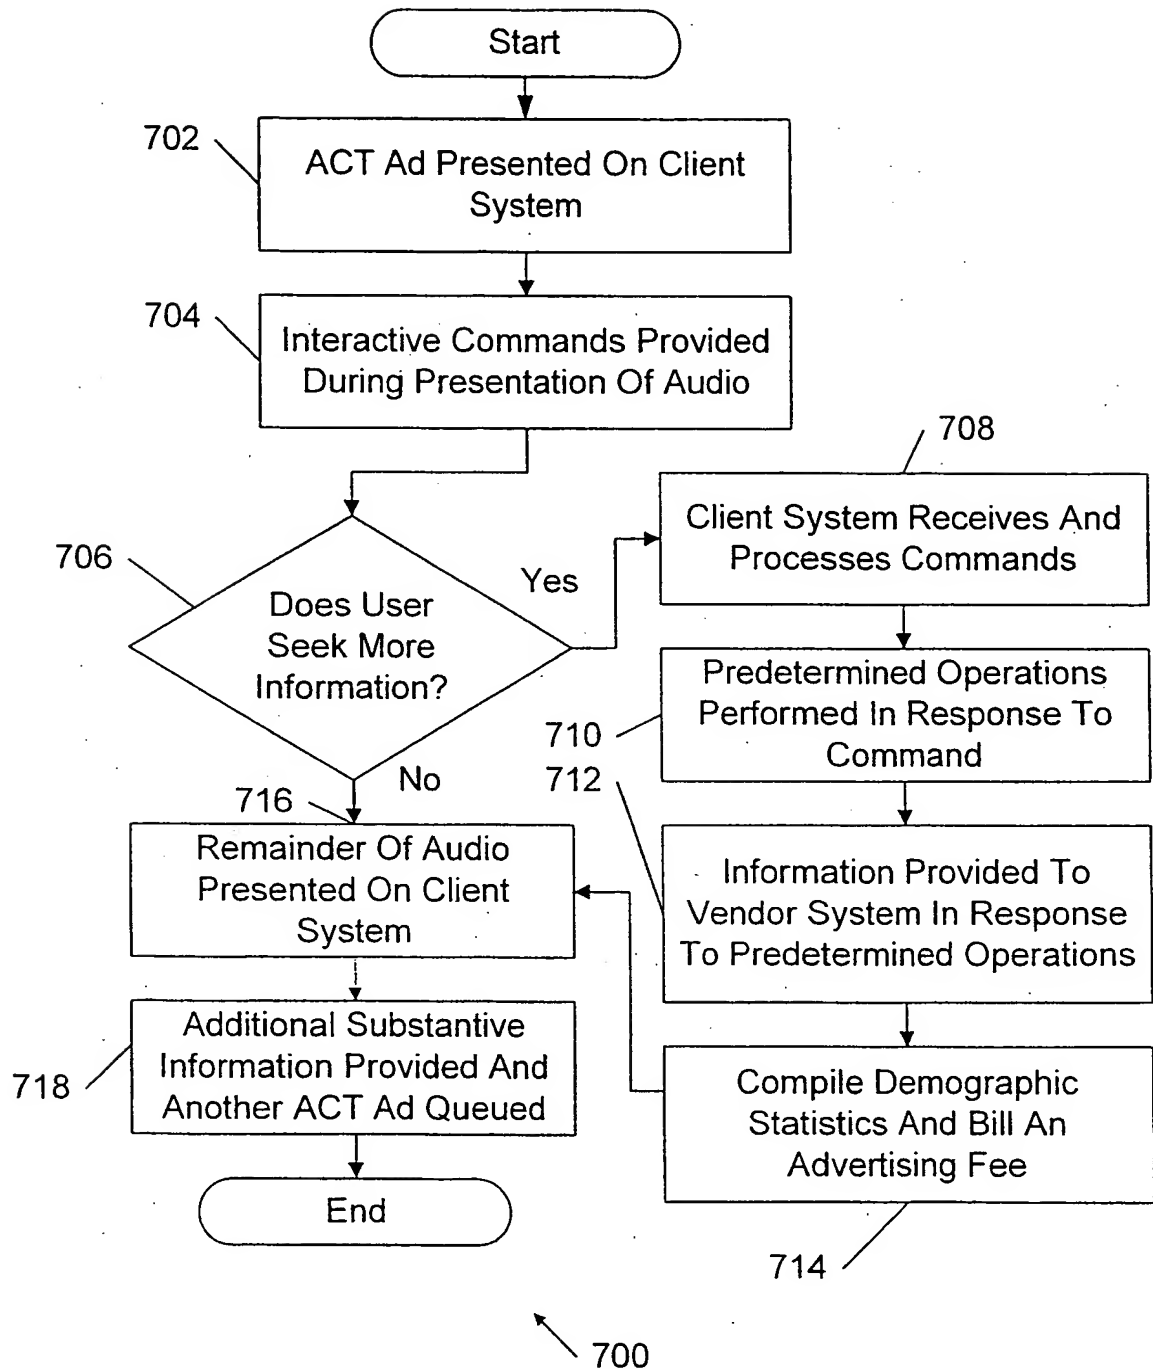 Start
702
ACT Ad Presented On Client
System
704
Interactive Commands Provided
During Presentation Of Audio
706
Does User
Seek More
Information?
Yes
No
708
Client System Receives And
Processes Commands
710
Predetermined Operations
Performed In Response To
Command
712
Information Provided To
Vendor System In Response
To Predetermined Operations
Compile Demographic
Statistics And Bill An
Advertising Fee
714
716
Remainder Of Audio
Presented On Client
System
718
Additional Substantive
Information Provided And
Another ACT Ad Queued
End
700